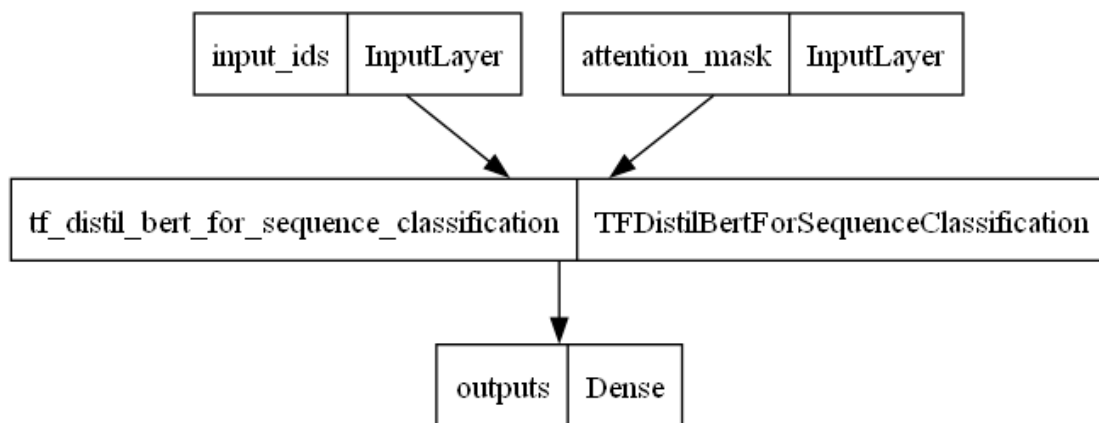 input_ids InputLayer
attention_mask InputLayer
tf_distil_bert_for_sequence_classification TFDistilBertForSequenceClassification
outputs Dense